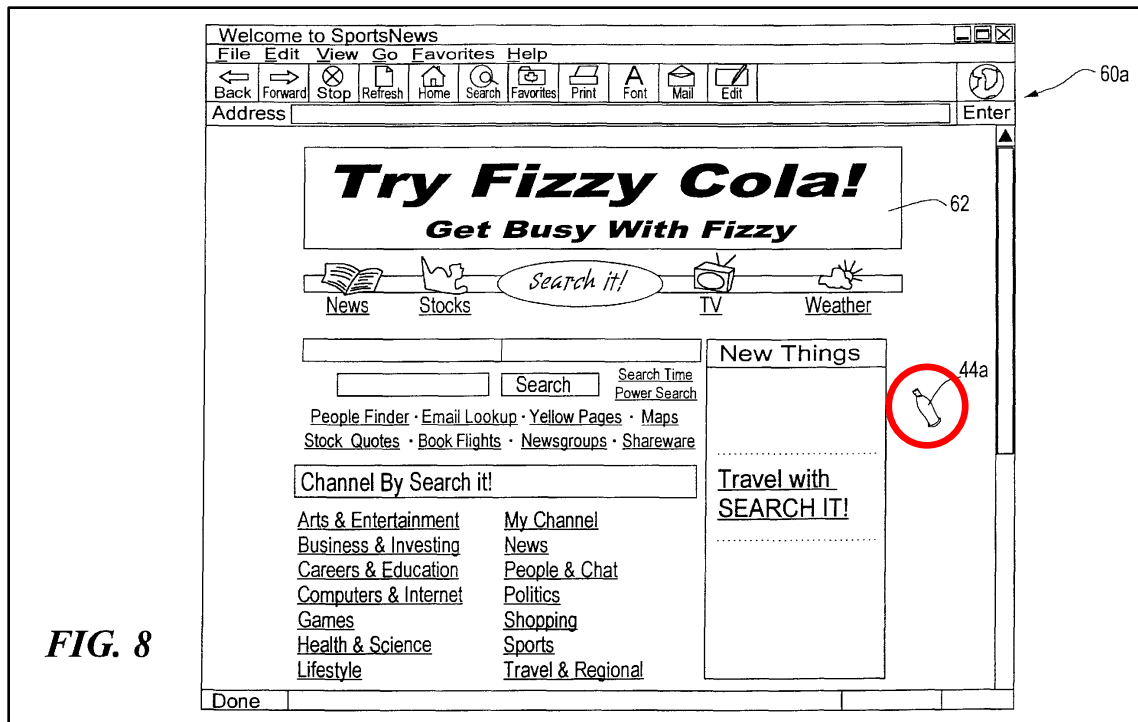 Welcome to SportsNews
File Edit View Go Favorites Help
Back Forward Stop Refresh Home Search Favorites Print Font Mail Edit
60a
Address Enter
Try Fizzy Cola!
62
Get Busy With Fizzy
Search it!
News Stocks TV Weather
New Things
44a
Search Search Time
Power Search
People Finder · Email Lookup · Yellow Pages · Maps
Stock Quotes · Book Flights · Newsgroups · Shareware
Channel By Search it!
Travel with
SEARCH IT!
Arts & Entertainment My Channel
Business & Investing News
Careers & Education People & Chat
Computers & Internet Politics
Games Shopping
Health & Science Sports
Lifestyle Travel & Regional
FIG. 8
Done